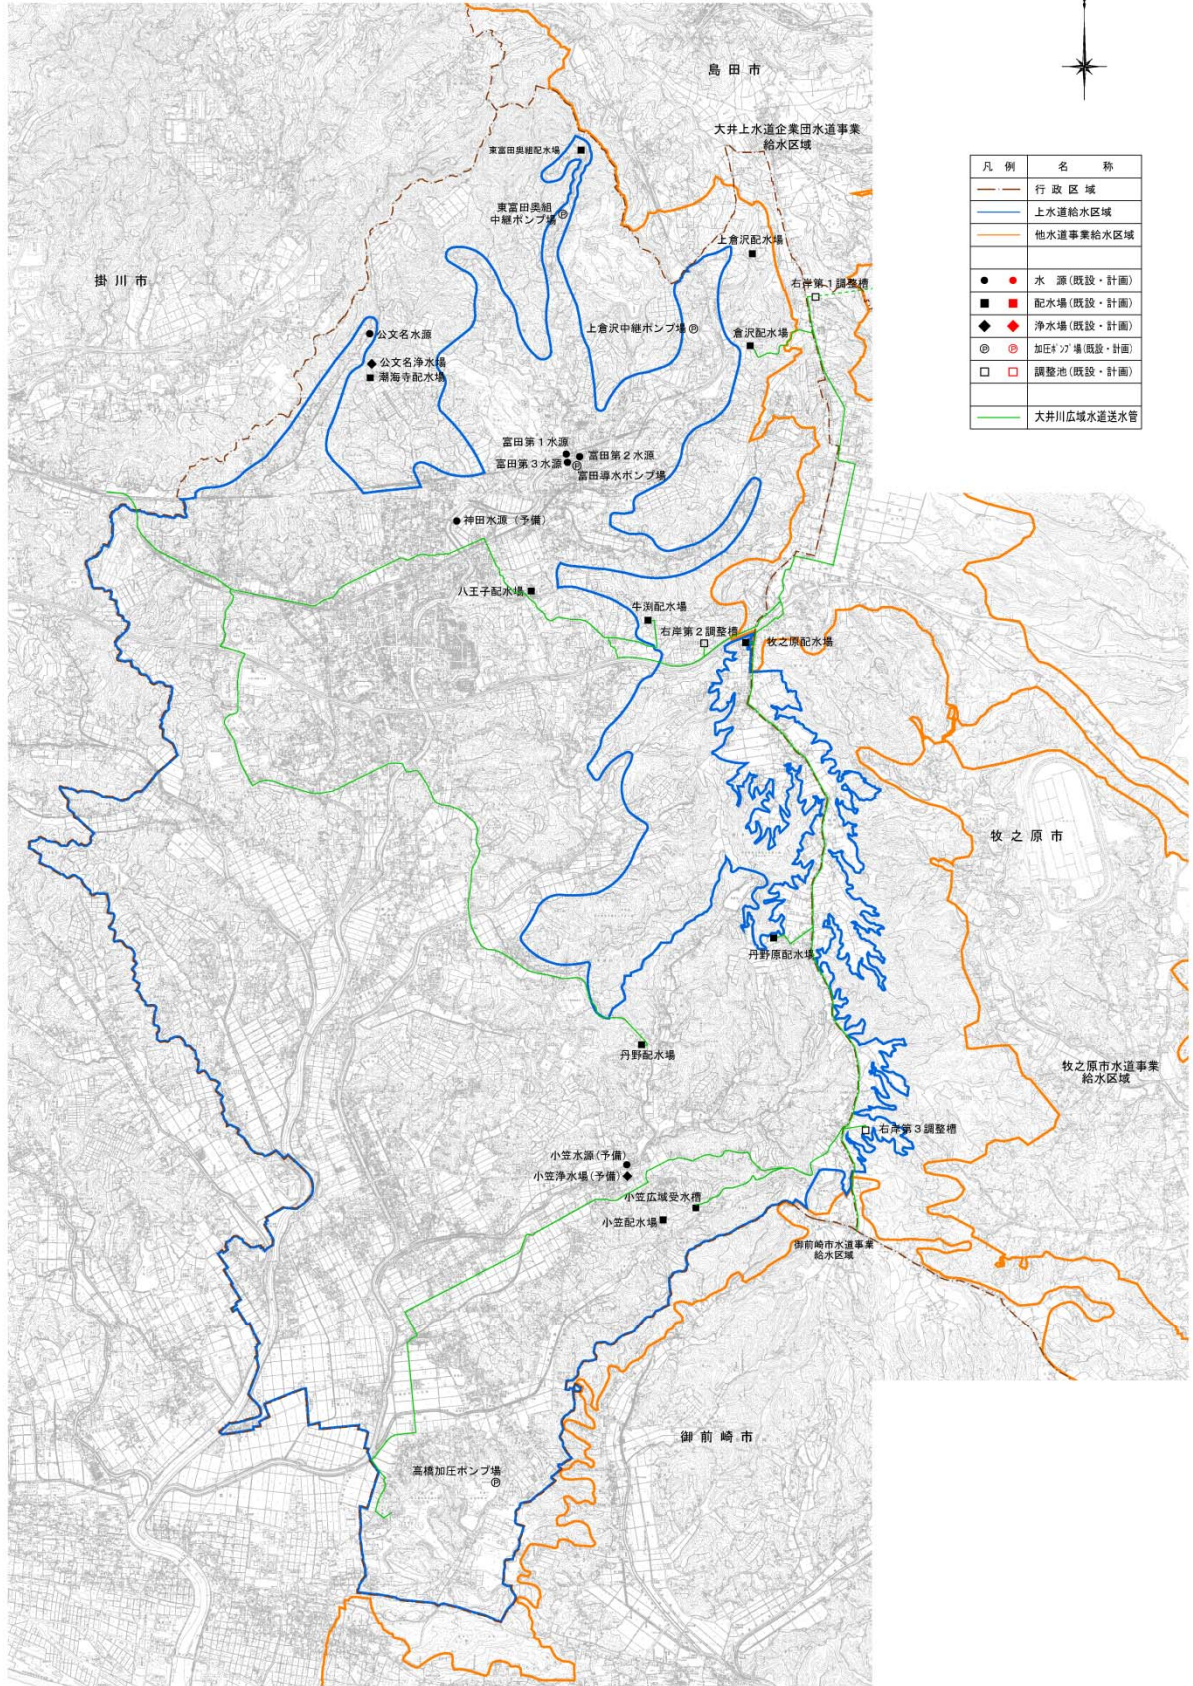 島田市
大井上水道企業団水道事業
給水区域
東富田奥組配水場
東富田奥組
中継ポンプ場 Ⓟ
上倉沢配水場
掛川市
右岸第1調整槽
公文名水源
上倉沢中継ポンプ場 Ⓟ
倉沢配水場
公文名浄水場
潮海寺配水場
富田第1水源
富田第2水源
富田第3水源
Ⓟ
富田導水ポンプ場
神田水源 (予備)
八王子配水場
牛渕配水場
右岸第2調整槽
牧之原配水場
牧之原市
丹野原配水場
丹野配水場
牧之原市水道事業
給水区域
右岸第3調整槽
小笠水源(予備)
小笠浄水場(予備)
小笠広域受水槽
小笠配水場
御前崎市水道事業
給水区域
御前崎市
高橋加圧ポンプ場
Ⓟ
凡 例 名 称
行政区域
上水道給水区域
他水道事業給水区域
水 源(既設・計画)
配水場(既設・計画)
浄水場(既設・計画)
Ⓟ Ⓟ 加圧ポンプ場(既設・計画)
調整池(既設・計画)
大井川広域水道送水管